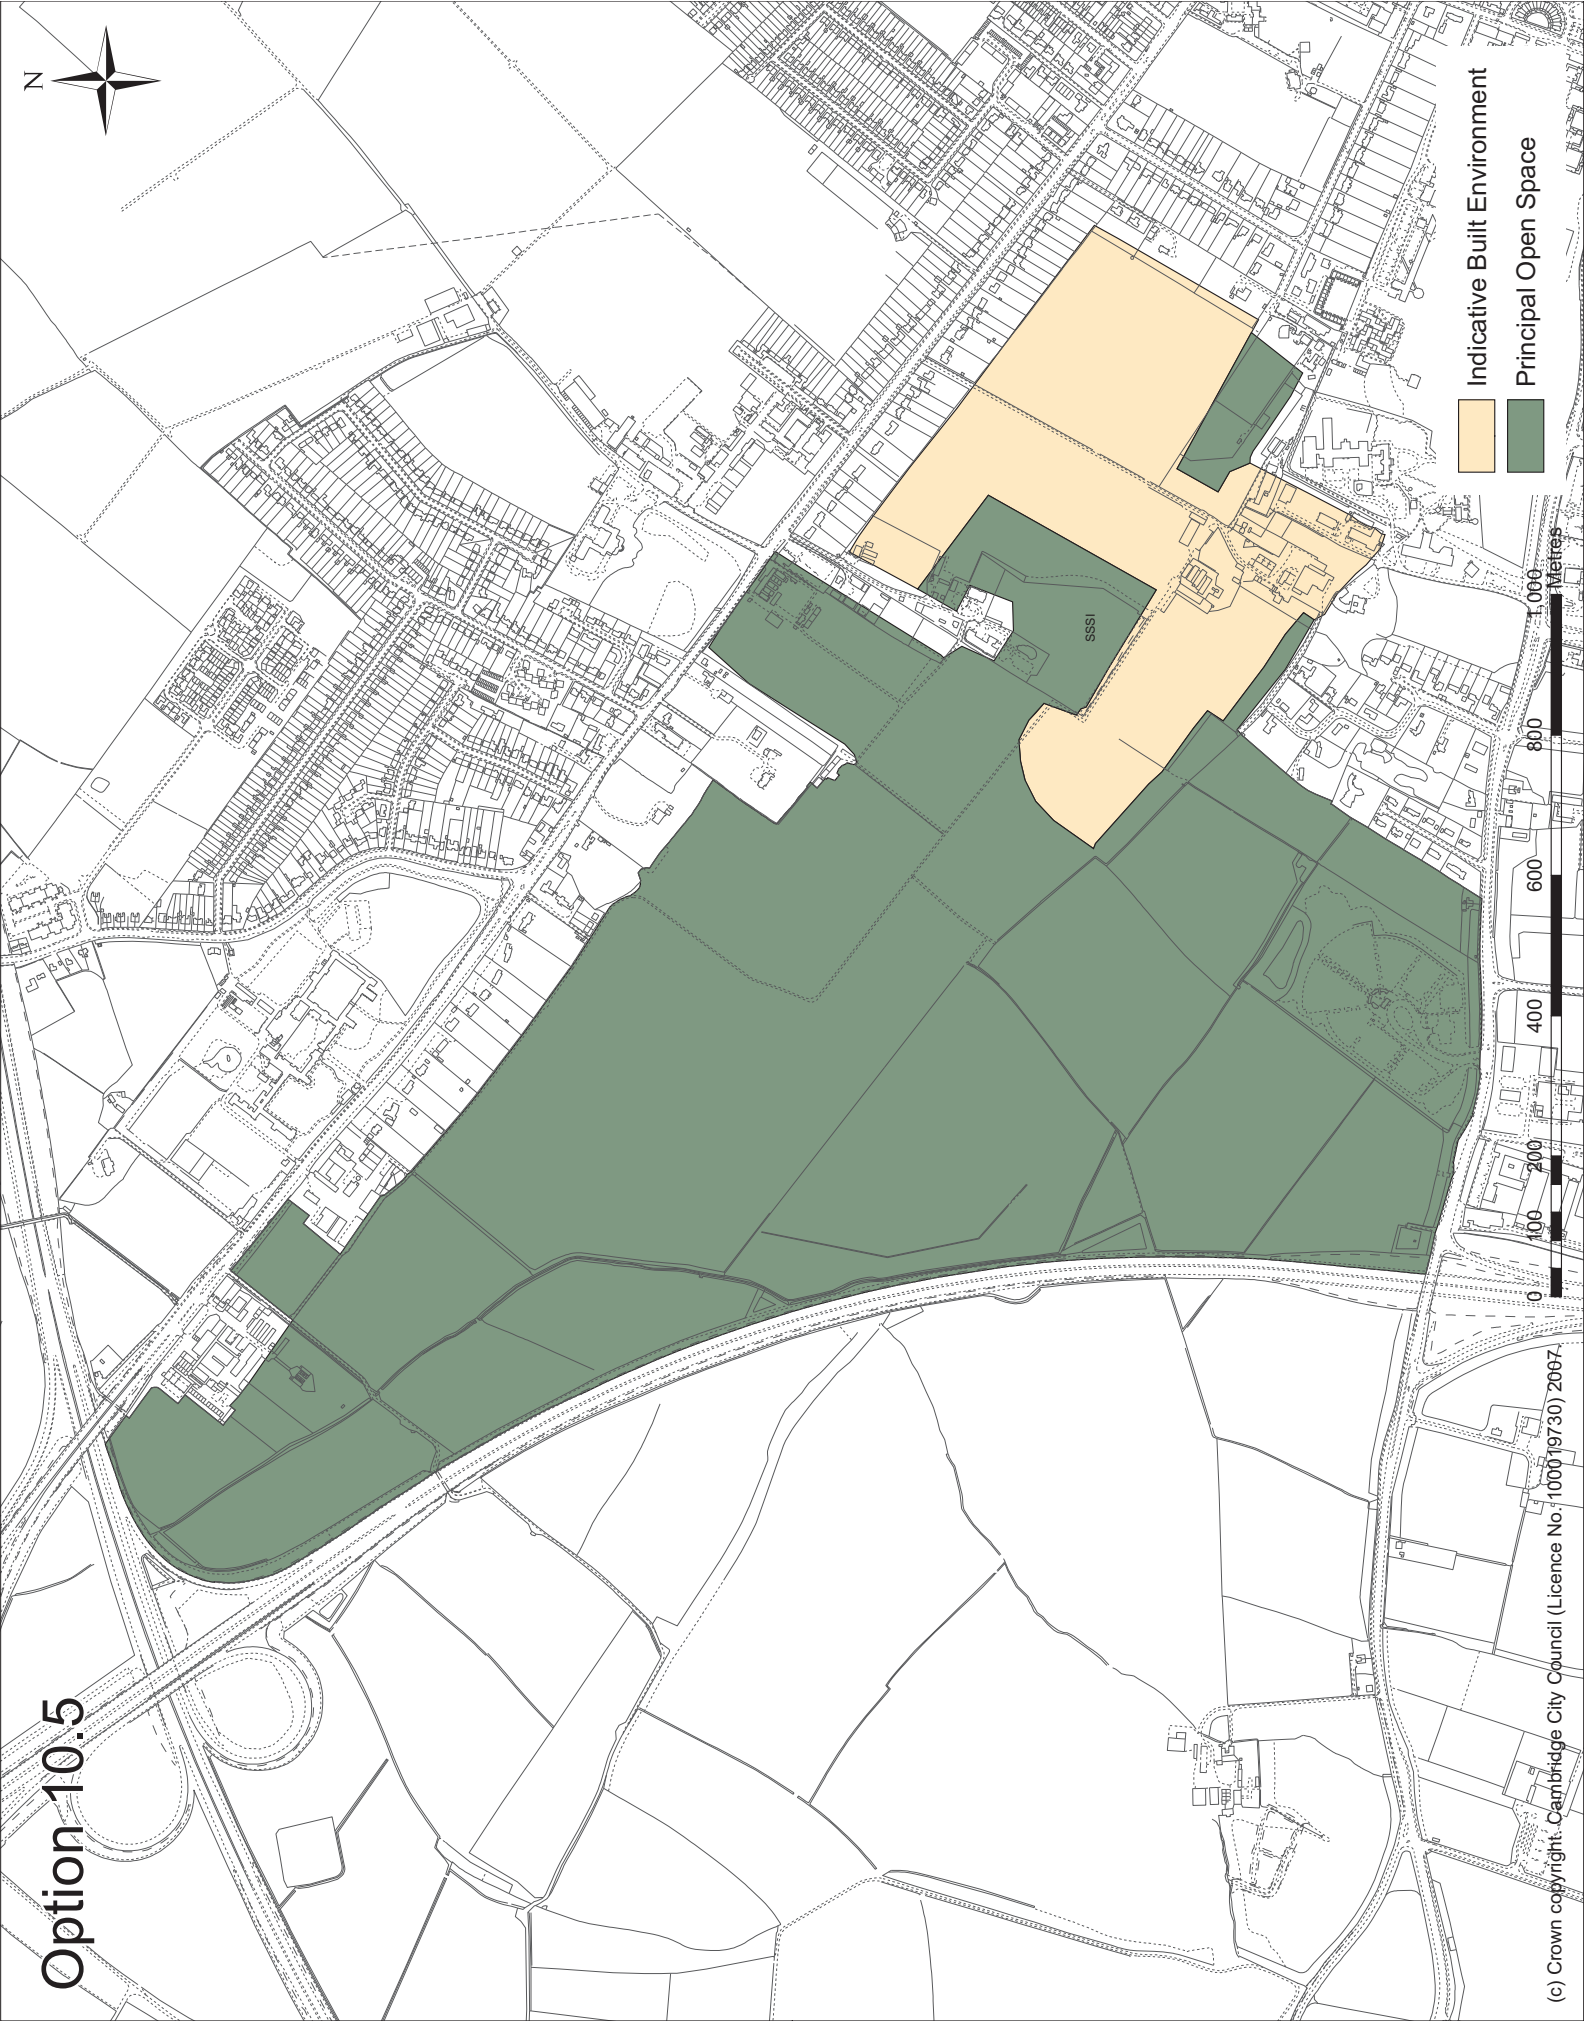 Option 10.5
N
SSSI
Indicative Built Environment
Principal Open Space
0 100 200 400 600 800 1,000
Metres
(c) Crown copyright. Cambridge City Council (Licence No. 100019730) 2007.